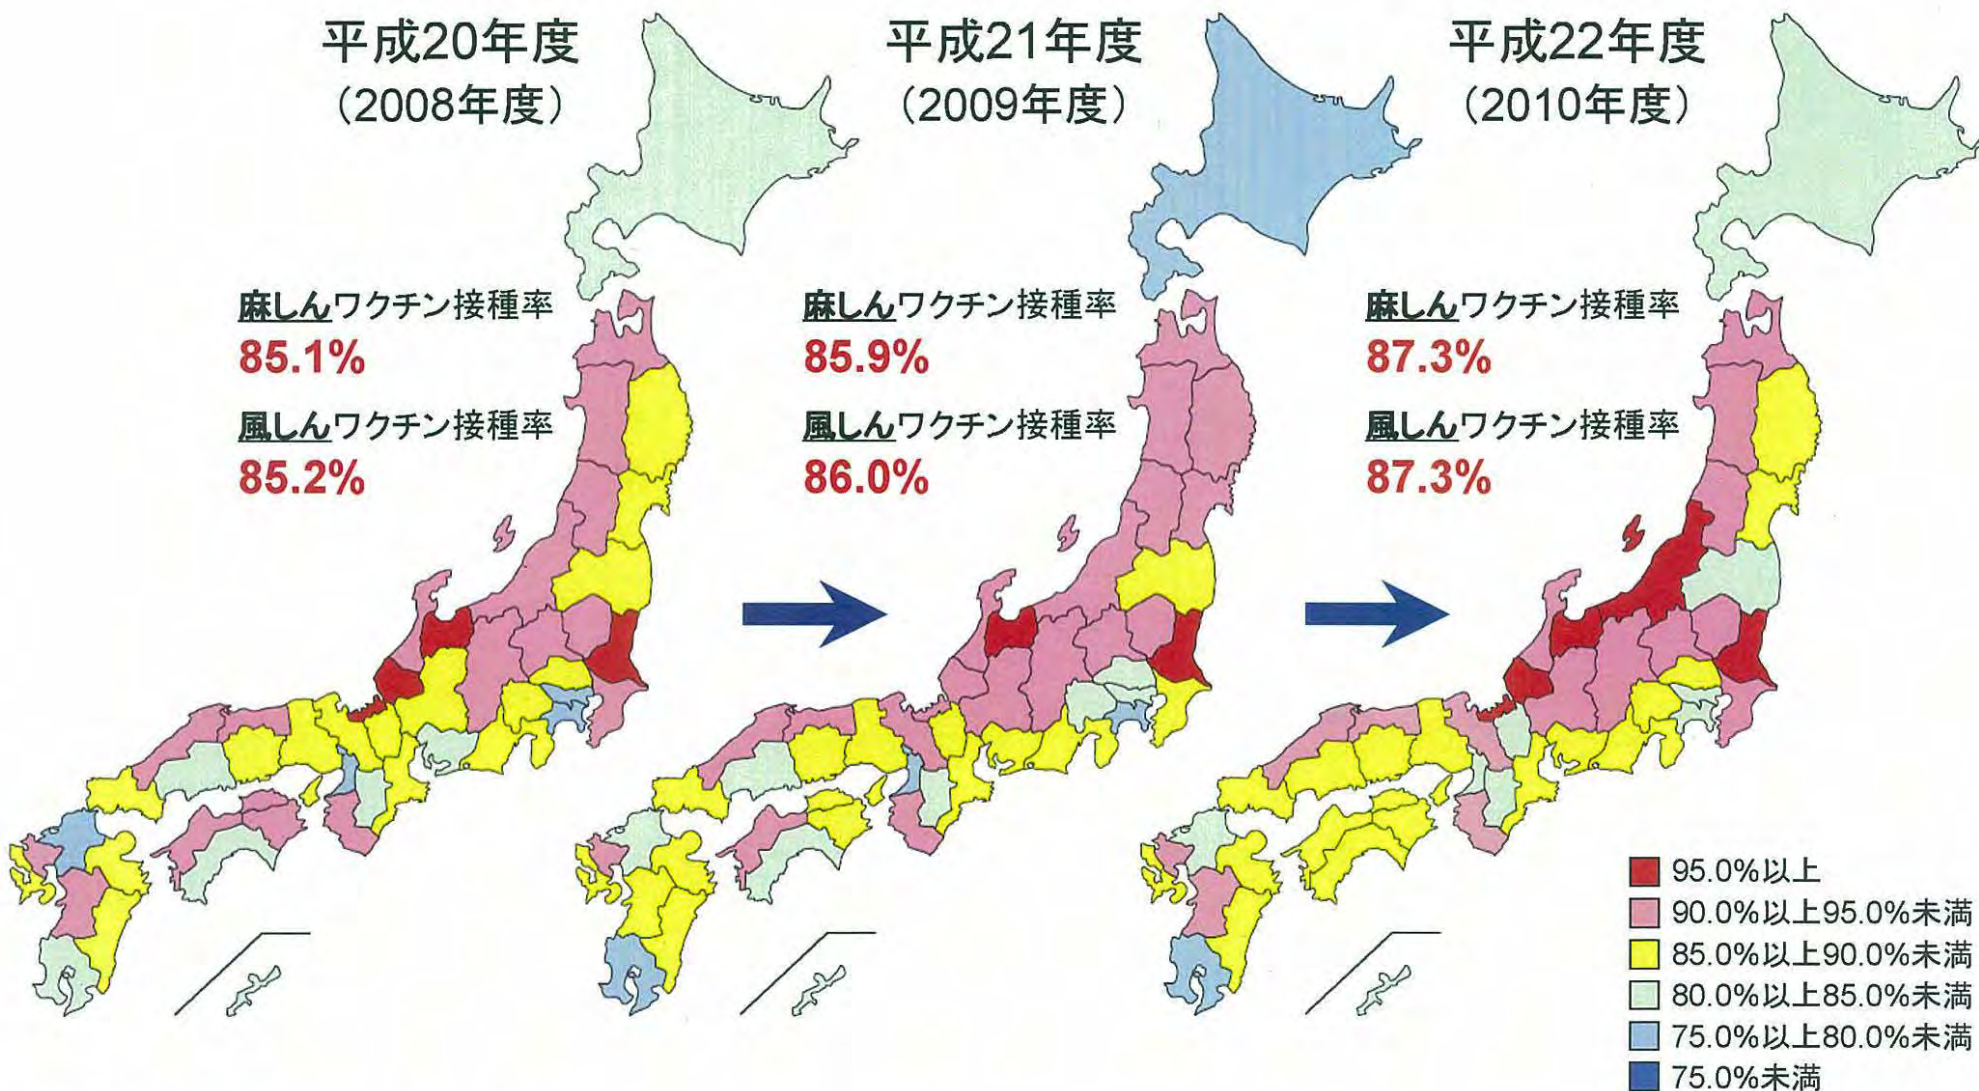 平成20年度
（2008年度）
麻しんワクチン接種率
85.1%
風しんワクチン接種率
85.2%
平成21年度
（2009年度）
麻しんワクチン接種率
85.9%
風しんワクチン接種率
86.0%
平成22年度
（2010年度）
麻しんワクチン接種率
87.3%
風しんワクチン接種率
87.3%
95.0%以上
90.0%以上95.0%未満
85.0%以上90.0%未満
80.0%以上85.0%未満
75.0%以上80.0%未満
75.0%未満